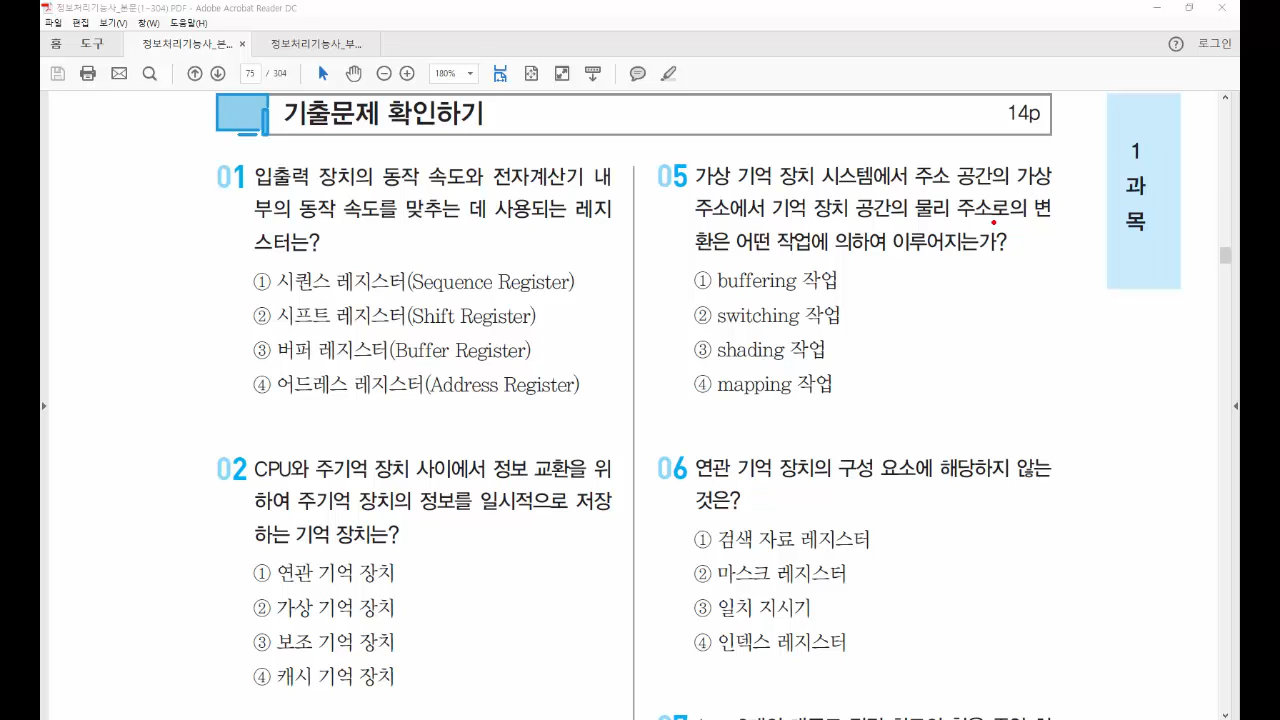 정보처리기능사_본문(1-304).PDF - Adobe Acrobat Reader DC
파일 편집 보기(V) 창(W) 도움말(H)
홈 도구 정보처리기능사_본... × 정보처리기능사_부... 로그인
75 / 304 180%
기출문제 확인하기 14p
1
과
목
01 입출력 장치의 동작 속도와 전자계산기 내
부의 동작 속도를 맞추는 데 사용되는 레지
스터는?
① 시퀀스 레지스터(Sequence Register)
② 시프트 레지스터(Shift Register)
③ 버퍼 레지스터(Buffer Register)
④ 어드레스 레지스터(Address Register)
02 CPU와 주기억 장치 사이에서 정보 교환을 위
하여 주기억 장치의 정보를 일시적으로 저장
하는 기억 장치는?
① 연관 기억 장치
② 가상 기억 장치
③ 보조 기억 장치
④ 캐시 기억 장치
05 가상 기억 장치 시스템에서 주소 공간의 가상
주소에서 기억 장치 공간의 물리 주소로의 변
환은 어떤 작업에 의하여 이루어지는가?
① buffering 작업
② switching 작업
③ shading 작업
④ mapping 작업
06 연관 기억 장치의 구성 요소에 해당하지 않는
것은?
① 검색 자료 레지스터
② 마스크 레지스터
③ 일치 지시기
④ 인덱스 레지스터